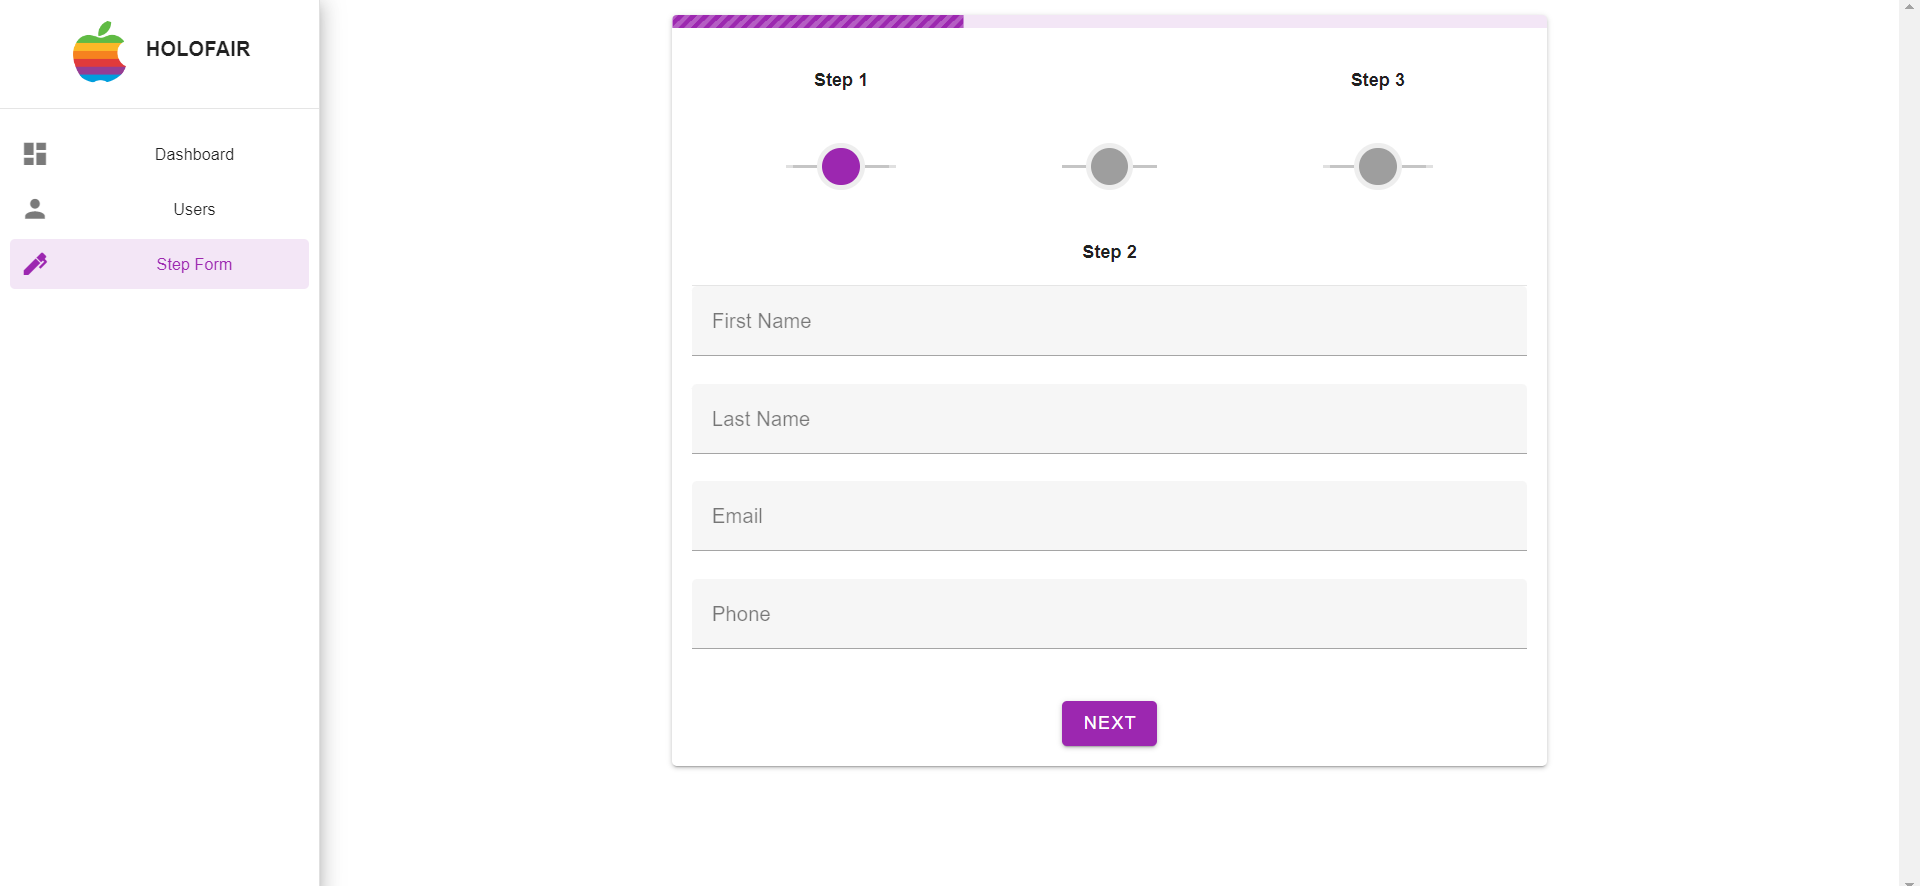 HOLOFAIR
Dashboard
Users
Step Form
Step 1
Step 3
Step 2
First Name
Last Name
Email
Phone
NEXT